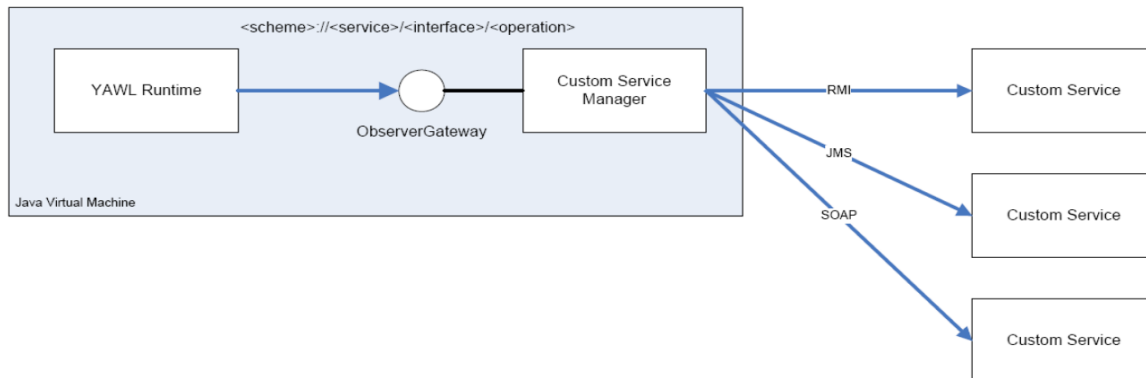 <scheme>://<service>/<interface>/<operation>
YAWL Runtime
ObserverGateway
Custom Service
Manager
Java Virtual Machine
RMI
JMS
SOAP
Custom Service
Custom Service
Custom Service